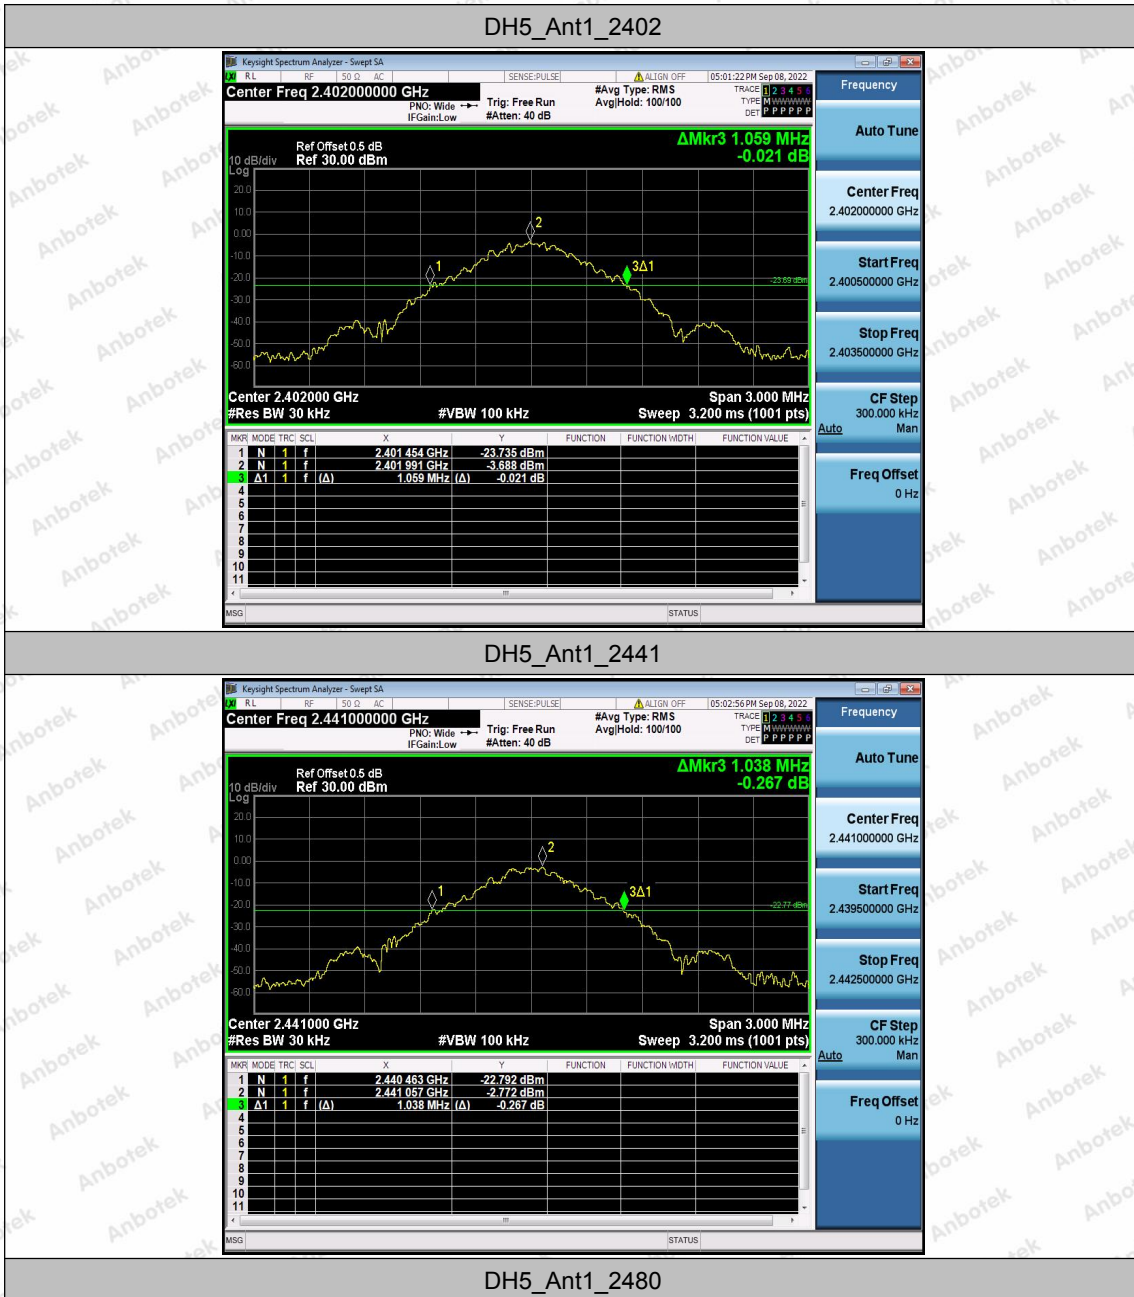 DH5_Ant1_2402
Keysight Spectrum Analyzer - Swept SA
RL RF 50 Ω AC SENSE:PULSE ALIGN OFF 05:01:22 PM Sep 08, 2022
Center Freq 2.402000000 GHz
PNO: Wide
IFGain:Low
Trig: Free Run
#Atten: 40 dB
#Avg Type: RMS
Avg|Hold: 100/100
TRACE 1 2 3 4 5 6
TYPE M WWWWW
DET P P P P P P
Frequency
Auto Tune
Center Freq
2.402000000 GHz
Start Freq
2.400500000 GHz
Stop Freq
2.403500000 GHz
CF Step
300.000 kHz
Auto Man
Freq Offset
0 Hz
Ref Offset 0.5 dB
10 dB/div Ref 30.00 dBm
Log
ΔMkr3 1.059 MHz
-0.021 dB
20.0
10.0
0.00
-10.0
-20.0
-30.0
-40.0
-50.0
-60.0
1
2
3Δ1
-23.69 dBm
Center 2.402000 GHz Span 3.000 MHz
#Res BW 30 kHz #VBW 100 kHz Sweep 3.200 ms (1001 pts)
MKR MODE TRC SCL X Y FUNCTION FUNCTION WIDTH FUNCTION VALUE
1 N 1 f 2.401 454 GHz -23.735 dBm
2 N 1 f 2.401 991 GHz -3.688 dBm
3 Δ1 1 f (Δ) 1.059 MHz (Δ) -0.021 dB
4
5
6
7
8
9
10
11
MSG STATUS
DH5_Ant1_2441
Keysight Spectrum Analyzer - Swept SA
RL RF 50 Ω AC SENSE:PULSE ALIGN OFF 05:02:56 PM Sep 08, 2022
Center Freq 2.441000000 GHz
PNO: Wide
IFGain:Low
Trig: Free Run
#Atten: 40 dB
#Avg Type: RMS
Avg|Hold: 100/100
TRACE 1 2 3 4 5 6
TYPE M WWWWW
DET P P P P P P
Frequency
Auto Tune
Center Freq
2.441000000 GHz
Start Freq
2.439500000 GHz
Stop Freq
2.442500000 GHz
CF Step
300.000 kHz
Auto Man
Freq Offset
0 Hz
Ref Offset 0.5 dB
10 dB/div Ref 30.00 dBm
Log
ΔMkr3 1.038 MHz
-0.267 dB
20.0
10.0
0.00
-10.0
-20.0
-30.0
-40.0
-50.0
-60.0
1
2
3Δ1
-22.77 dBm
Center 2.441000 GHz Span 3.000 MHz
#Res BW 30 kHz #VBW 100 kHz Sweep 3.200 ms (1001 pts)
MKR MODE TRC SCL X Y FUNCTION FUNCTION WIDTH FUNCTION VALUE
1 N 1 f 2.440 463 GHz -22.792 dBm
2 N 1 f 2.441 057 GHz -2.772 dBm
3 Δ1 1 f (Δ) 1.038 MHz (Δ) -0.267 dB
4
5
6
7
8
9
10
11
MSG STATUS
DH5_Ant1_2480